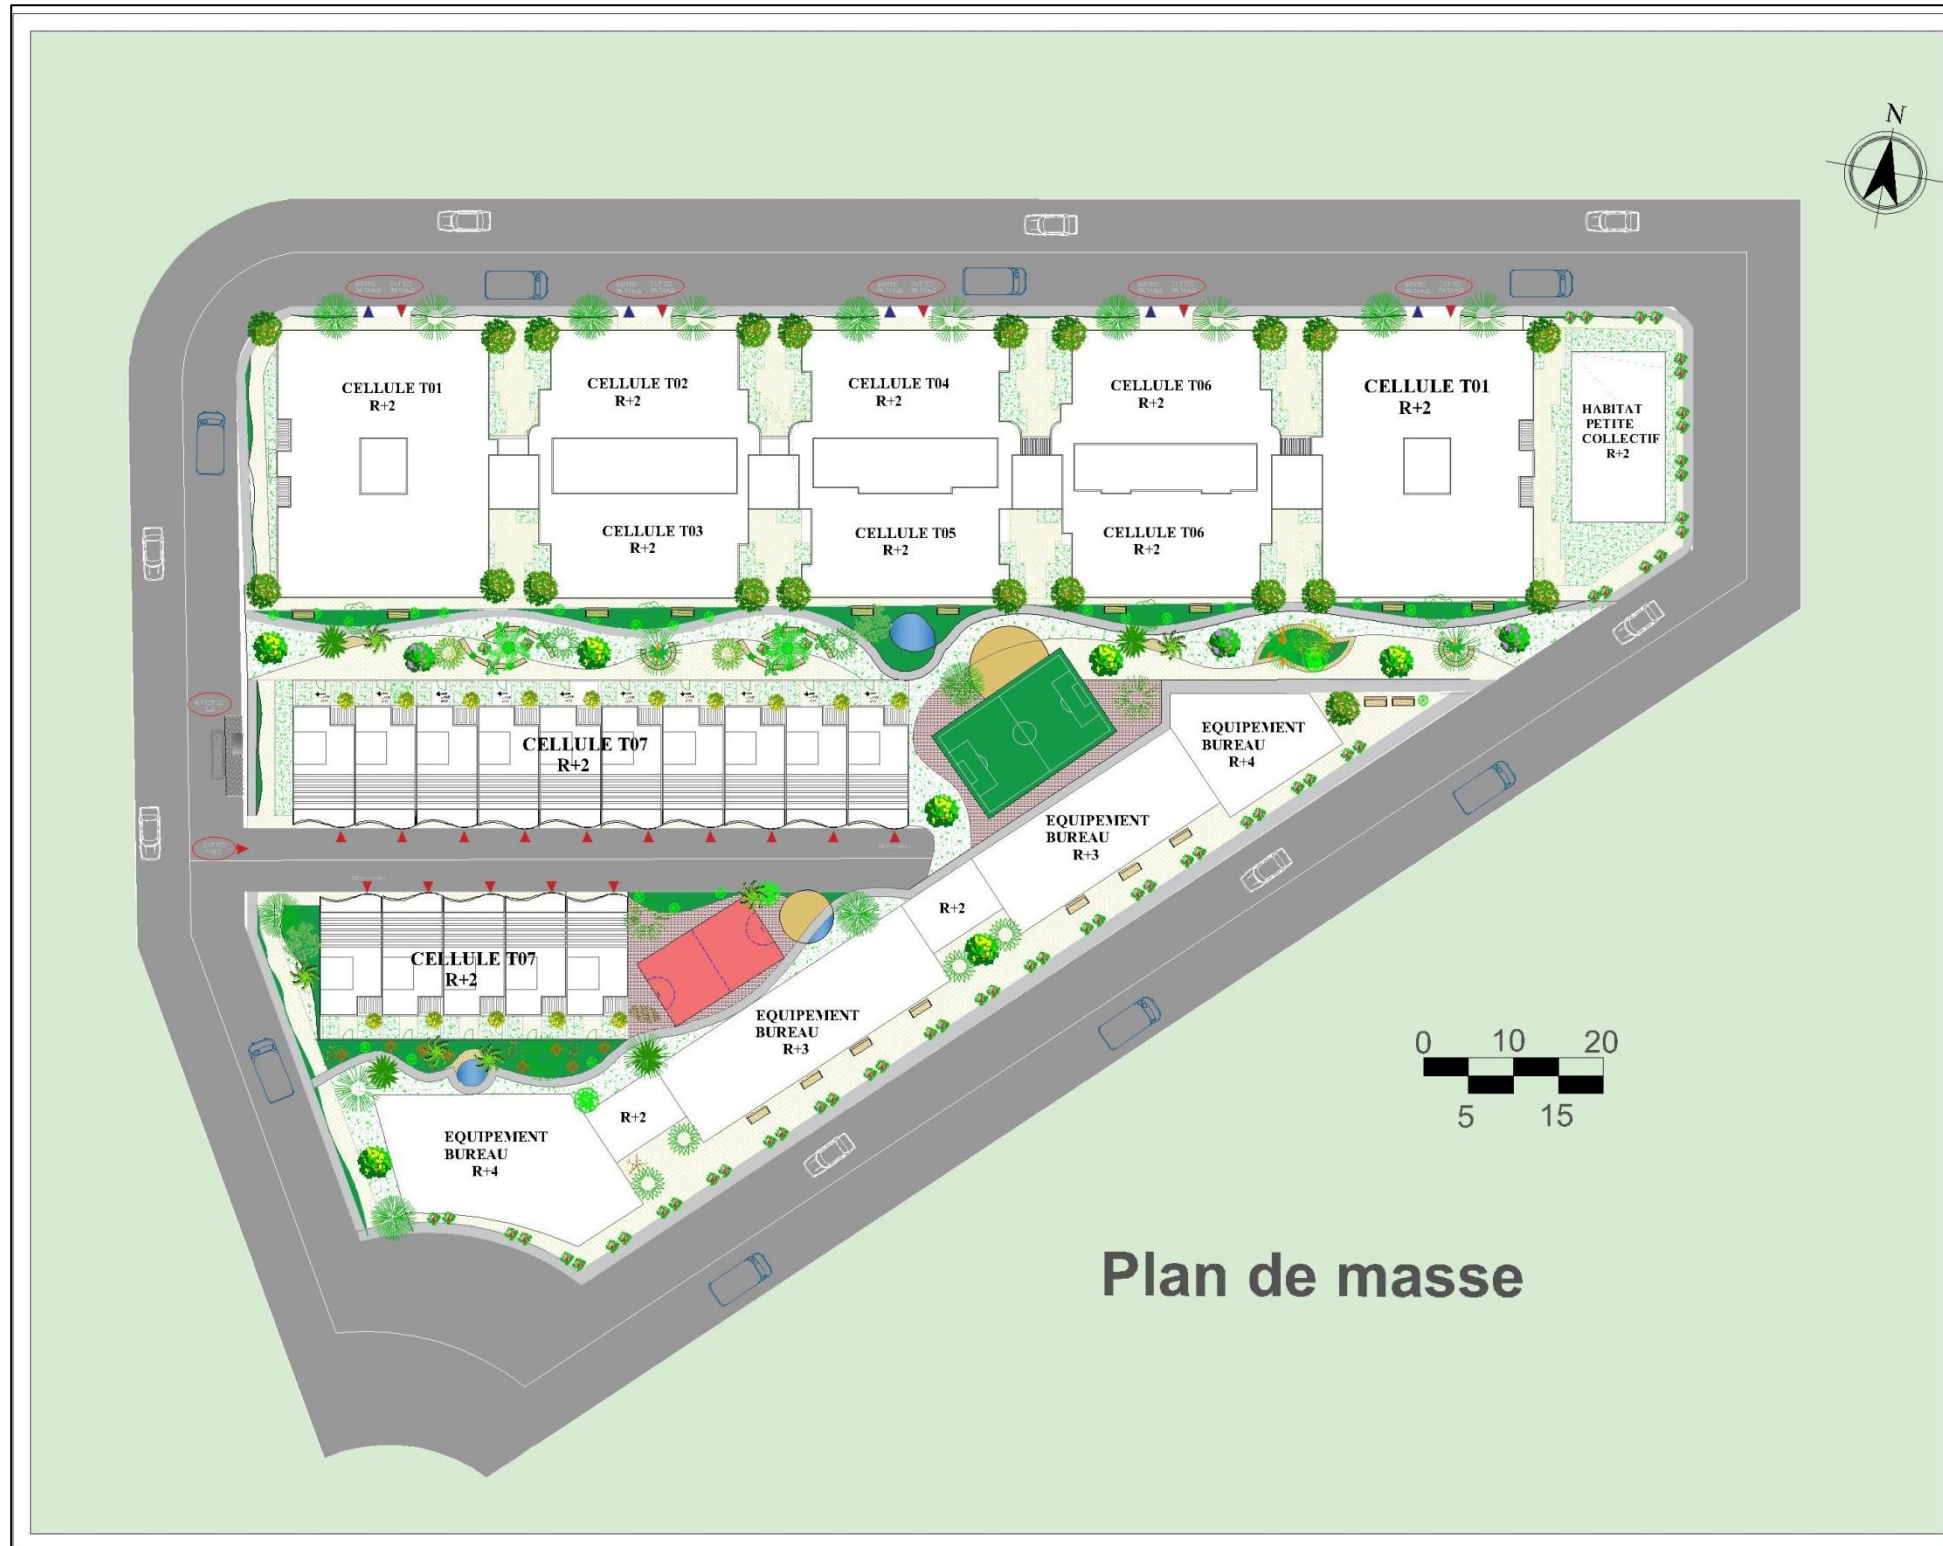 N
CELLULE T01
R+2
CELLULE T02
R+2
CELLULE T04
R+2
CELLULE T06
R+2
CELLULE T01
R+2
HABITAT
PETITE
COLLECTIF
R+2
CELLULE T03
R+2
CELLULE T05
R+2
CELLULE T06
R+2
CELLULE T07
R+2
EQUIPEMENT
BUREAU
R+4
EQUIPEMENT
BUREAU
R+3
R+2
CELLULE T07
R+2
EQUIPEMENT
BUREAU
R+3
R+2
EQUIPEMENT
BUREAU
R+4
0 10 20
5 15
Plan de masse